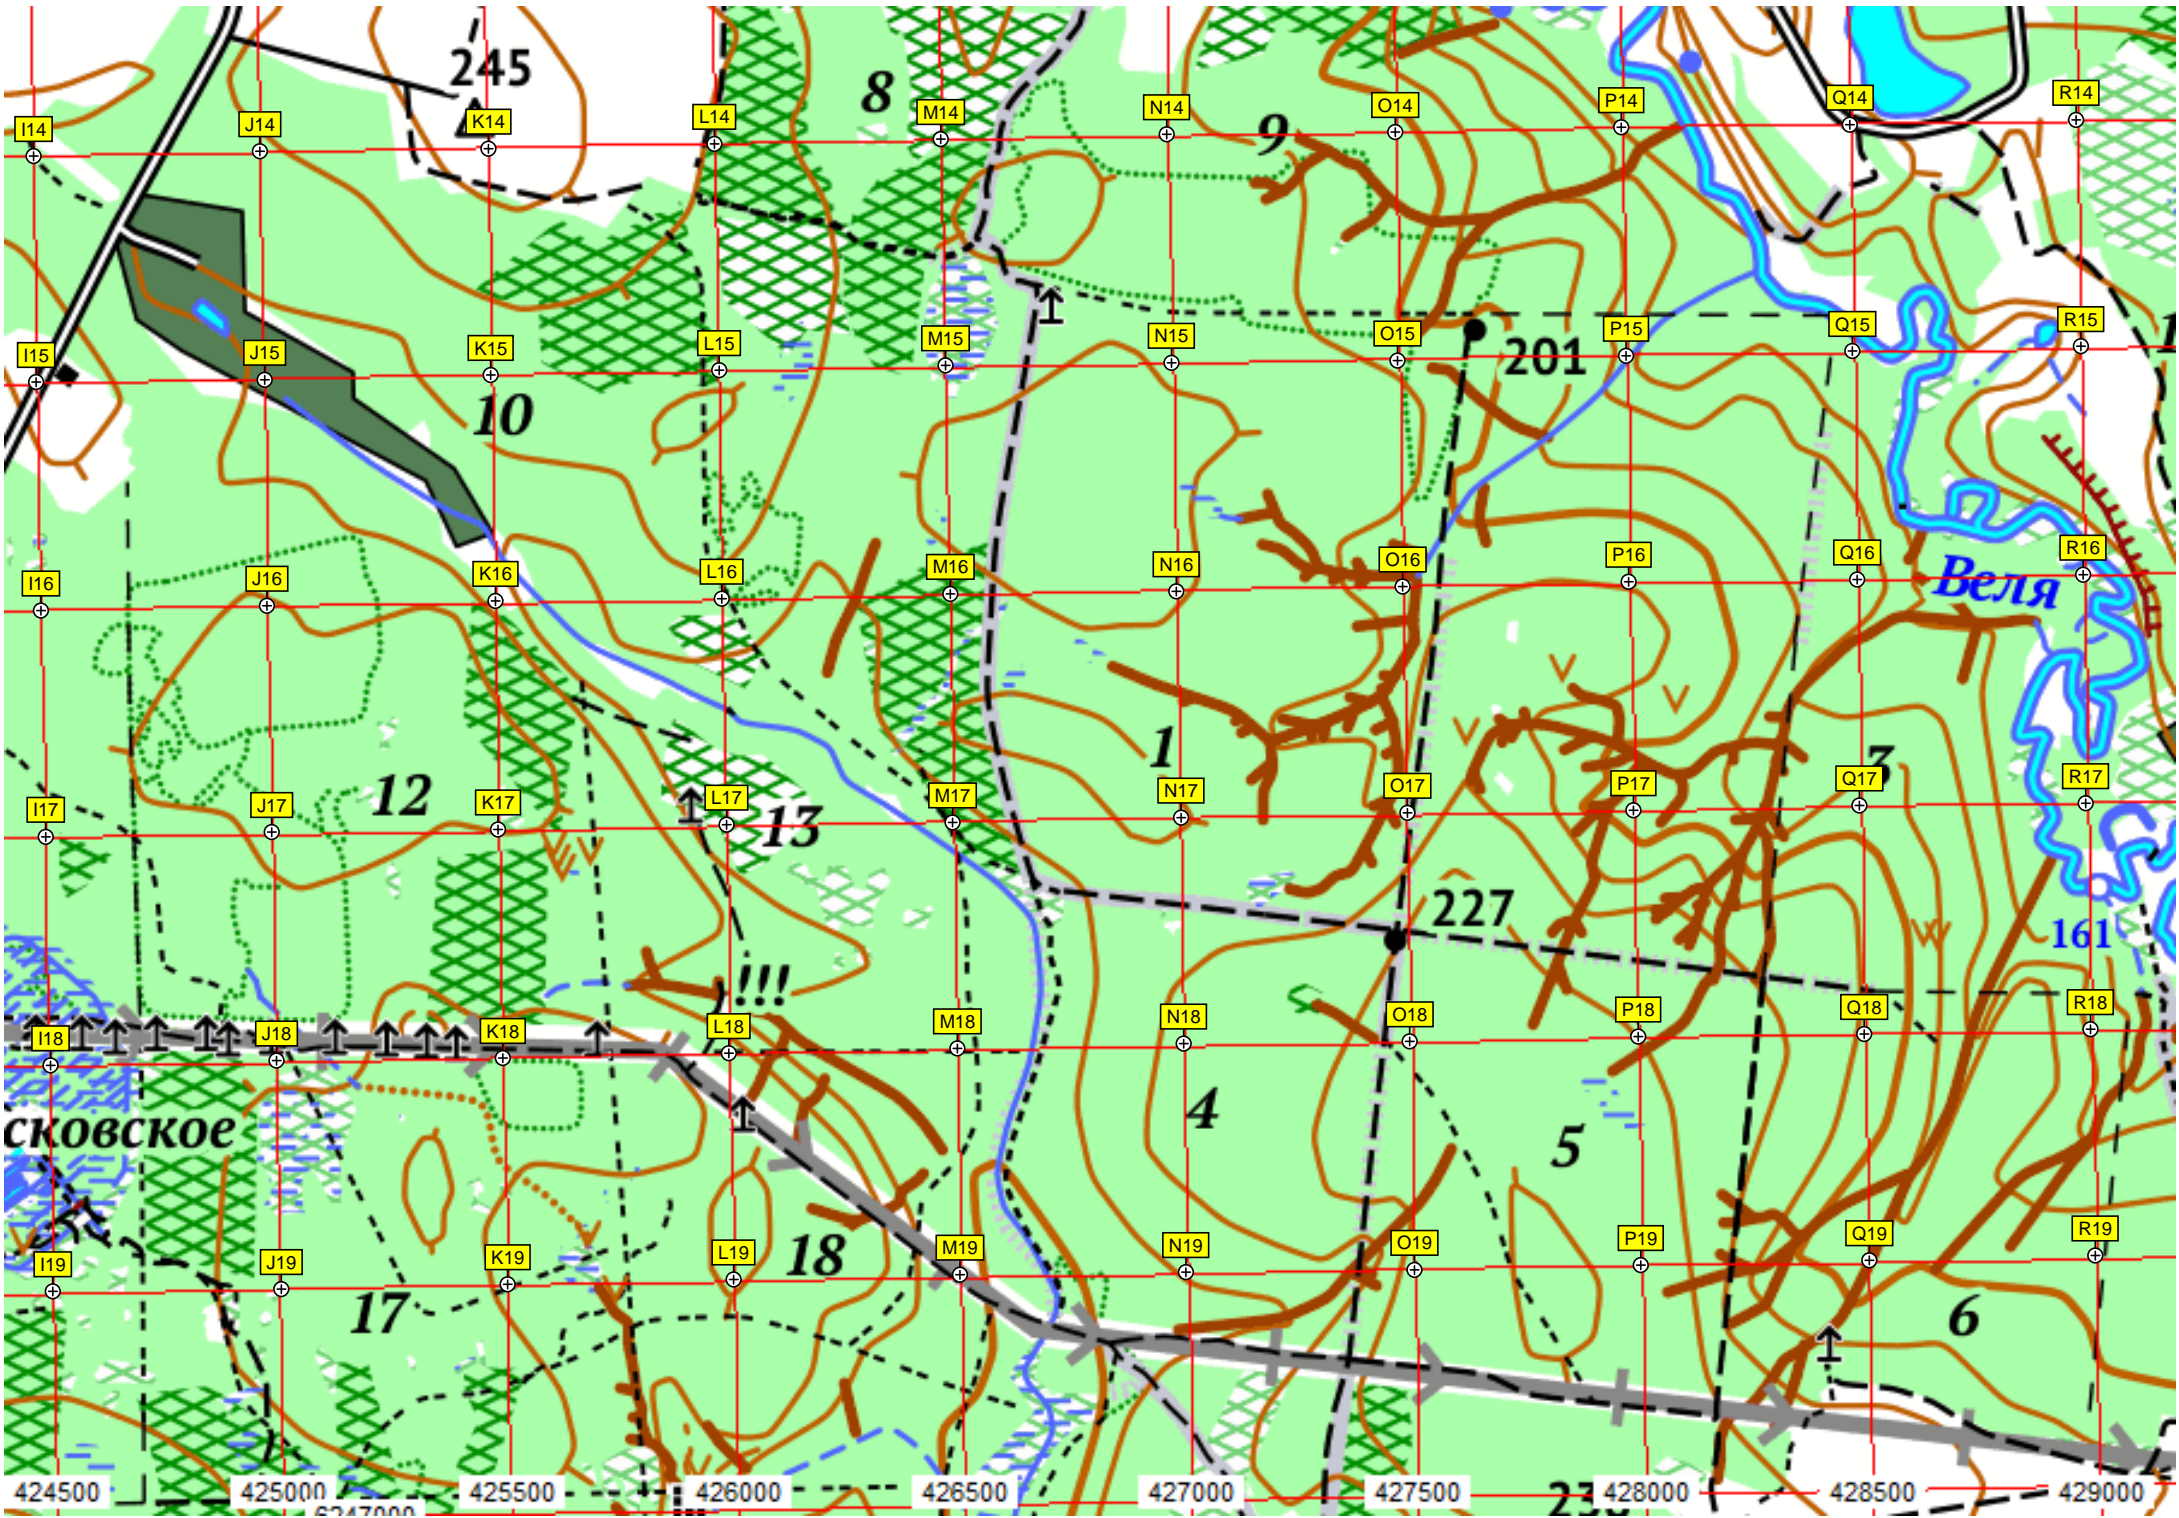 245
8
9
I14 J14 K14 L14 M14 N14 O14 P14 Q14 R14
I15 J15 K15 L15 M15 N15 O15 P15 Q15 R15
201
10
I16 J16 K16 L16 M16 N16 O16 P16 Q16 R16
Веля
1
12
13
I17 J17 K17 L17 M17 N17 O17 P17 Q17 R17
227
161
!!!
I18 J18 K18 L18 M18 N18 O18 P18 Q18 R18
сковское
4
5
I19 J19 K19 L19 M19 N19 O19 P19 Q19 R19
18
17
6
424500 425000 425500 426000 426500 427000 427500 428000 428500 429000